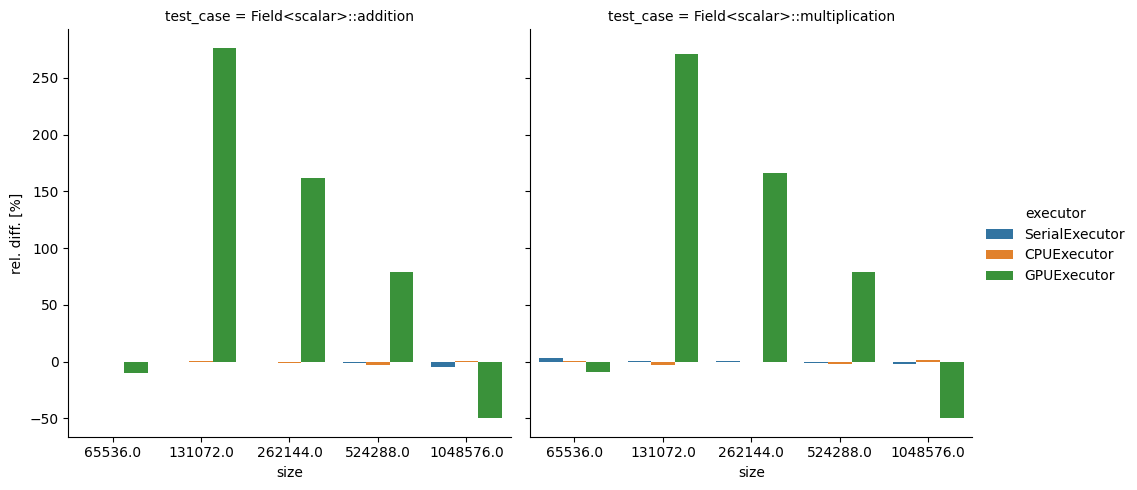 test_case = Field<scalar>::addition
test_case = Field<scalar>::multiplication
rel. diff. [%]
250
200
150
100
50
0
−50
65536.0 131072.0 262144.0 524288.0 1048576.0
size
65536.0 131072.0 262144.0 524288.0 1048576.0
size
executor
SerialExecutor
CPUExecutor
GPUExecutor